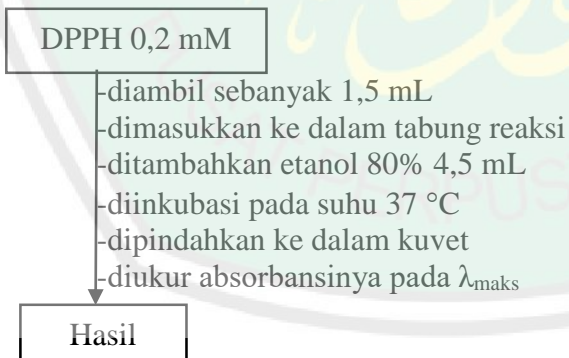 DPPH 0,2 mM
-diambil sebanyak 1,5 mL
-dimasukkan ke dalam tabung reaksi
-ditambahkan etanol 80% 4,5 mL
-diinkubasi pada suhu 37 °C
-dipindahkan ke dalam kuvet
-diukur absorbansinya pada λmaks
Hasil